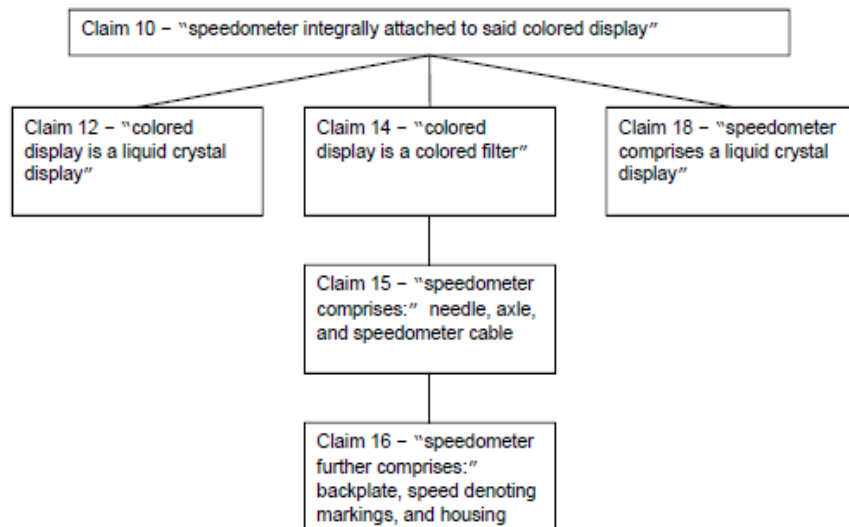 Claim 10 – "speedometer integrally attached to said colored display"
Claim 12 – "colored
display is a liquid crystal
display"
Claim 14 – "colored
display is a colored filter"
Claim 18 – "speedometer
comprises a liquid crystal
display"
Claim 15 – "speedometer
comprises:" needle, axle,
and speedometer cable
Claim 16 – "speedometer
further comprises:"
backplate, speed denoting
markings, and housing